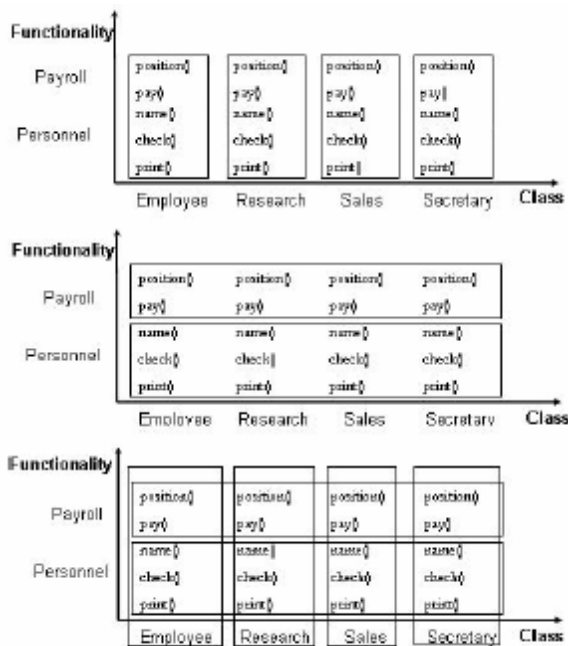 Functionality
position() position() position() position()
Payroll
pay() pay() pay() pay()
name() name() name() name()
Personnel
check() check() check() check()
print() print() print() print()
Employee Research Sales Secretary Class
Functionality
position() position() position() position()
Payroll
pay() pay() pay() pay()
name() name() name() name()
Personnel
check() check() check() check()
print() print() print() print()
Employee Research Sales Secretary Class
Functionality
position() position() position() position()
Payroll
pay() pay() pay() pay()
name() name() name() name()
Personnel
check() check() check() check()
print() print() print() print()
Employee Research Sales Secretary Class